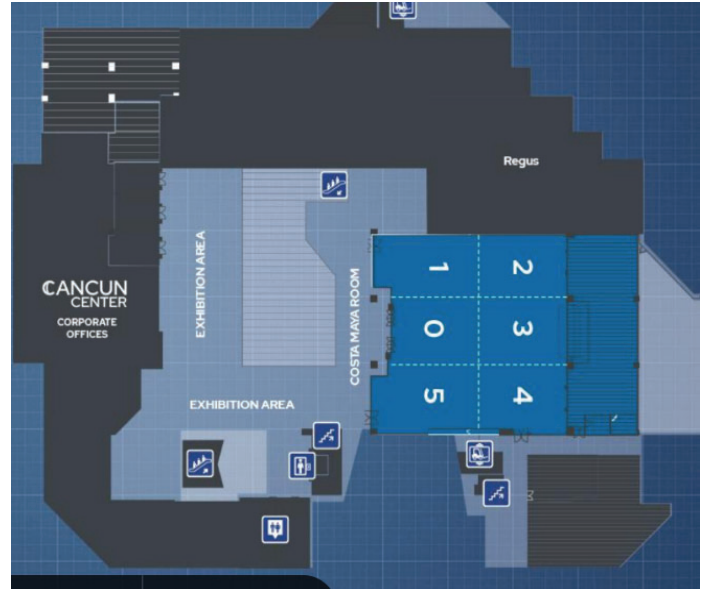 Regus
EXHIBITION AREA
1
2
CANCUN
CENTER
CORPORATE
OFFICES
COSTA MAYA ROOM
0
3
EXHIBITION AREA
5
4